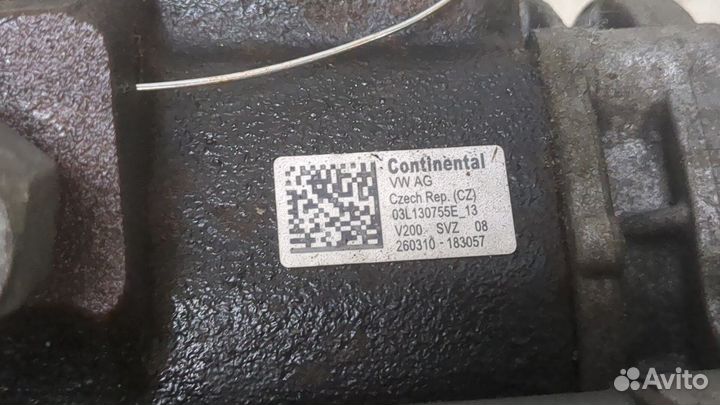 Continental
VW AG
Czech Rep. (CZ)
03L130755E_13
V200 SVZ 08
260310 - 183057
Avito